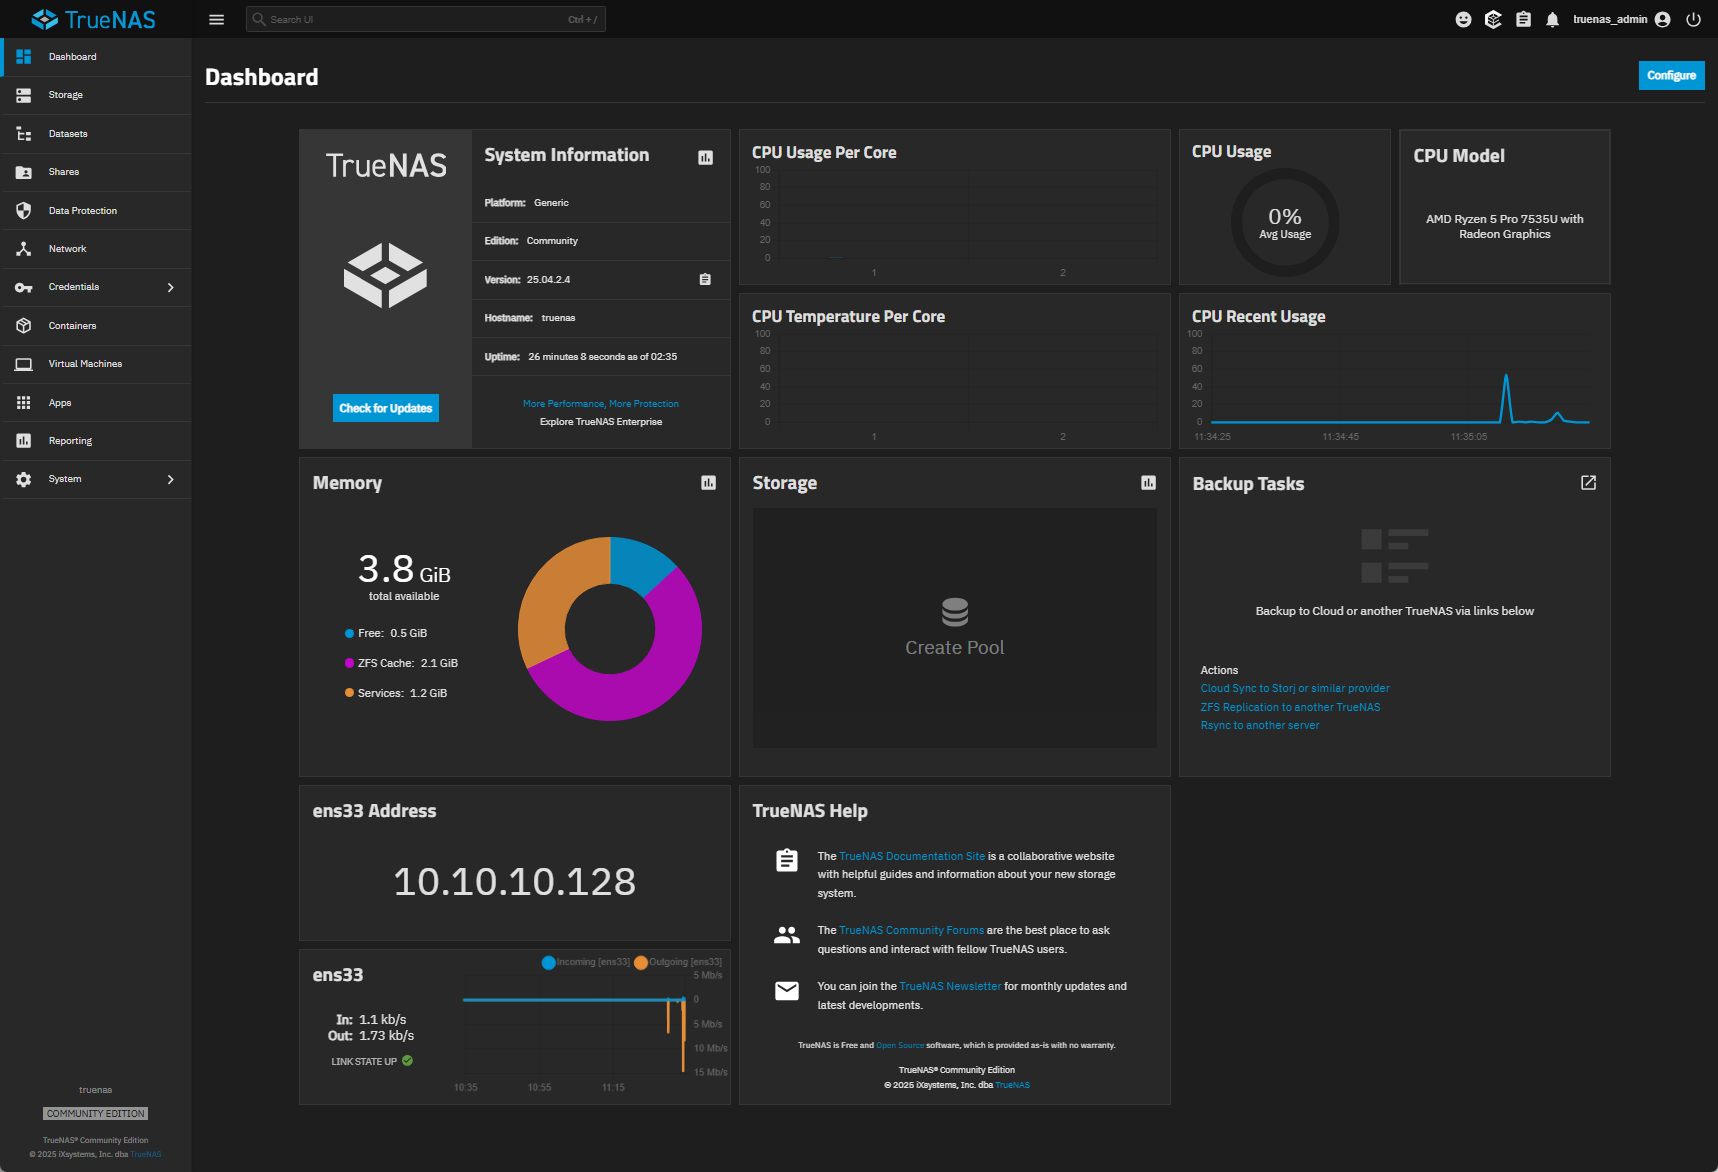 TrueNAS
Search UI
Ctrl + /
truenas_admin
Dashboard
Storage
Datasets
Shares
Data Protection
Network
Credentials
Containers
Virtual Machines
Apps
Reporting
System
truenas
COMMUNITY EDITION
TrueNAS® Community Edition
© 2025 iXsystems, Inc. dba TrueNAS
Dashboard
Configure
TrueNAS
Check for Updates
System Information
Platform: Generic
Edition: Community
Version: 25.04.2.4
Hostname: truenas
Uptime: 26 minutes 8 seconds as of 02:35
More Performance, More Protection
Explore TrueNAS Enterprise
CPU Usage Per Core
100
80
60
40
20
0
1 2
CPU Usage
0%
Avg Usage
CPU Model
AMD Ryzen 5 Pro 7535U with
Radeon Graphics
CPU Temperature Per Core
100
80
60
40
20
0
1 2
CPU Recent Usage
100
80
60
40
20
0
11:34:25 11:34:45 11:35:05
Memory
3.8 GiB
total available
Free: 0.5 GiB
ZFS Cache: 2.1 GiB
Services: 1.2 GiB
Storage
Create Pool
Backup Tasks
Backup to Cloud or another TrueNAS via links below
Actions
Cloud Sync to Storj or similar provider
ZFS Replication to another TrueNAS
Rsync to another server
ens33 Address
10.10.10.128
ens33
In: 1.1 kb/s
Out: 1.73 kb/s
LINK STATE UP
Incoming [ens33] Outgoing [ens33]
5 Mb/s
0
5 Mb/s
10 Mb/s
15 Mb/s
10:35 10:55 11:15
TrueNAS Help
The TrueNAS Documentation Site is a collaborative website
with helpful guides and information about your new storage
system.
The TrueNAS Community Forums are the best place to ask
questions and interact with fellow TrueNAS users.
You can join the TrueNAS Newsletter for monthly updates and
latest developments.
TrueNAS is Free and Open Source software, which is provided as-is with no warranty.
TrueNAS® Community Edition
© 2025 iXsystems, Inc. dba TrueNAS